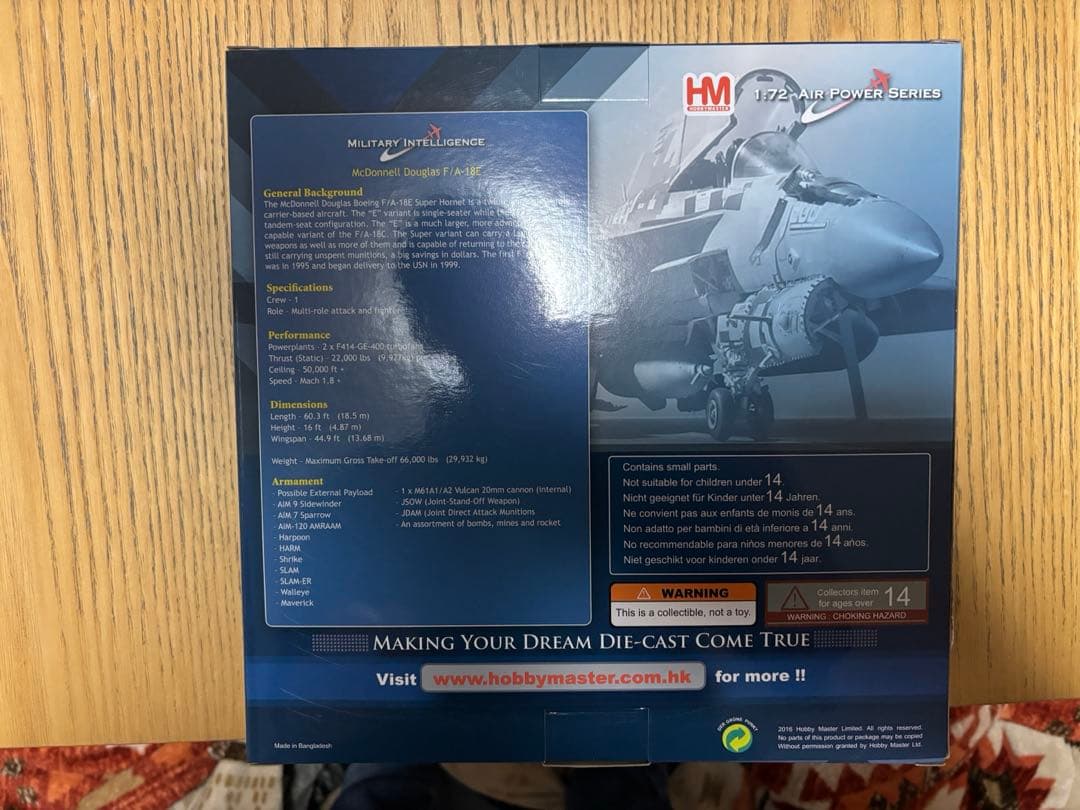 HM
HOBBYMASTER
1:72 AIR POWER SERIES
MILITARY INTELLIGENCE
McDonnell Douglas F/A-18E
General Background
The McDonnell Douglas Boeing F/A-18E Super Hornet is a
carrier-based aircraft. The "E" variant is single-seater while the
tandem-seat configuration. The "E" is a much larger, more
capable variant of the F/A-18C. The Super variant can carry a
weapons as well as more of them and is capable of returning to the
still carrying unspent munitions, a big savings in dollars. The first
was in 1995 and began delivery to the USN in 1999.
Specifications
Crew - 1
Role - Multi-role attack and fighter
Performance
Powerplants - 2 x F414-GE-400 turbofans
Thrust (Static) - 22,000 lbs (9,977kg)
Ceiling - 50,000 ft +
Speed - Mach 1.8 +
Dimensions
Length - 60.3 ft (18.5 m)
Height - 16 ft (4.87 m)
Wingspan - 44.9 ft (13.68 m)
Weight - Maximum Gross Take-off 66,000 lbs (29,932 kg)
Armament
- Possible External Payload
- AIM 9 Sidewinder
- AIM 7 Sparrow
- AIM-120 AMRAAM
- Harpoon
- HARM
- Shrike
- SLAM
- SLAM-ER
- Walleye
- Maverick
- 1 x M61A1/A2 Vulcan 20mm cannon (internal)
- JSOW (Joint-Stand-Off Weapon)
- JDAM (Joint Direct Attack Munitions
- An assortment of bombs, mines and rocket
Contains small parts.
Not suitable for children under 14.
Nicht geeignet für Kinder unter 14 Jahren.
Ne convient pas aux enfants de monis de 14 ans.
Non adatto per bambini di età inferiore a 14 anni.
No recommendable para niños menores de 14 años.
Niet geschikt voor kinderen onder 14 jaar.
WARNING
This is a collectible, not a toy.
Collectors item
for ages over 14
WARNING : CHOKING HAZARD
MAKING YOUR DREAM DIE-CAST COME TRUE
Visit www.hobbymaster.com.hk for more !!
Made in Bangladesh
DER GRÜNE PUNKT
2016 Hobby Master Limited. All rights reserved.
No parts of this product or package may be copied
Without permission granted by Hobby Master Ltd.